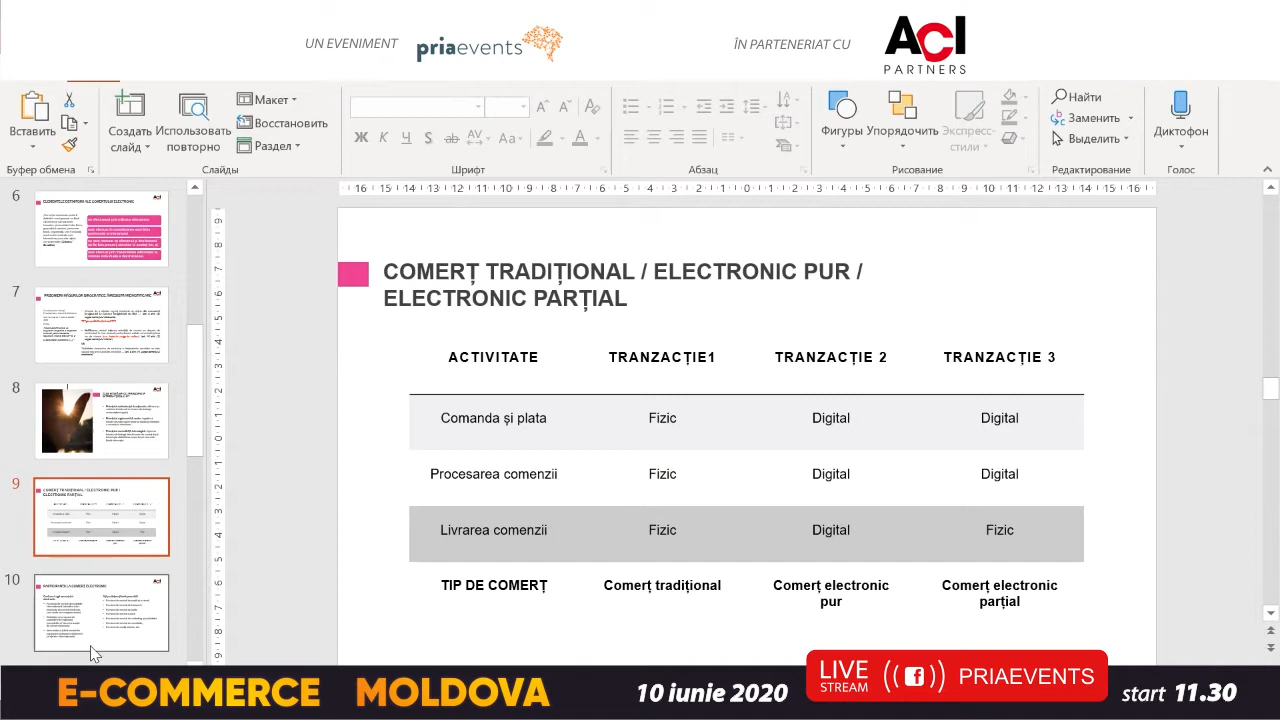 UN EVENIMENT
priaevents
ÎN PARTENERIAT CU
ACI
PARTNERS
Вставить
Создать слайд
Использовать повторно
Макет
Восстановить
Раздел
Фигуры
Упорядочить
Экспресс-стили
Найти
Заменить
Выделить
Диктофон
Буфер обмена
Слайды
Шрифт
Абзац
Рисование
Редактирование
Голос
6
7
8
9
10
COMERȚ TRADIȚIONAL / ELECTRONIC PUR /
ELECTRONIC PARȚIAL
ACTIVITATE TRANZACȚIE1 TRANZACȚIE 2 TRANZACȚIE 3
Comanda și plata Fizic Digital Digital
Procesarea comenzii Fizic Digital Digital
Livrarea comenzii Fizic Digital Fizic
TIP DE COMERT Comerț tradițional Comerț electronic pur Comerț electronic parțial
E-COMMERCE MOLDOVA
10 iunie 2020
LIVE
STREAM
PRIAEVENTS
start 11.30